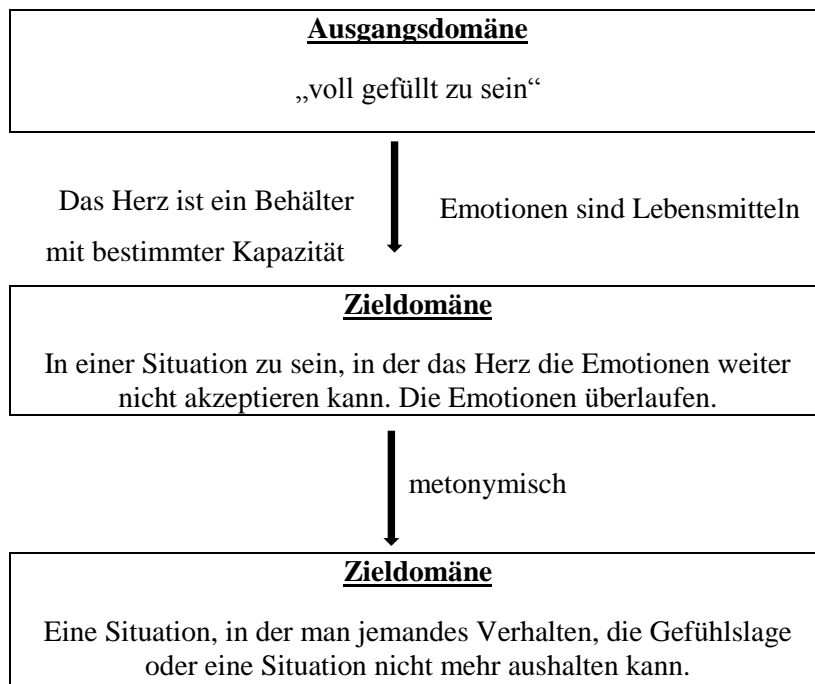 Ausgangsdomäne
„voll gefüllt zu sein“
Das Herz ist ein Behälter
mit bestimmter Kapazität
Emotionen sind Lebensmitteln
Zieldomäne
In einer Situation zu sein, in der das Herz die Emotionen weiter
nicht akzeptieren kann. Die Emotionen überlaufen.
metonymisch
Zieldomäne
Eine Situation, in der man jemandes Verhalten, die Gefühlslage
oder eine Situation nicht mehr aushalten kann.